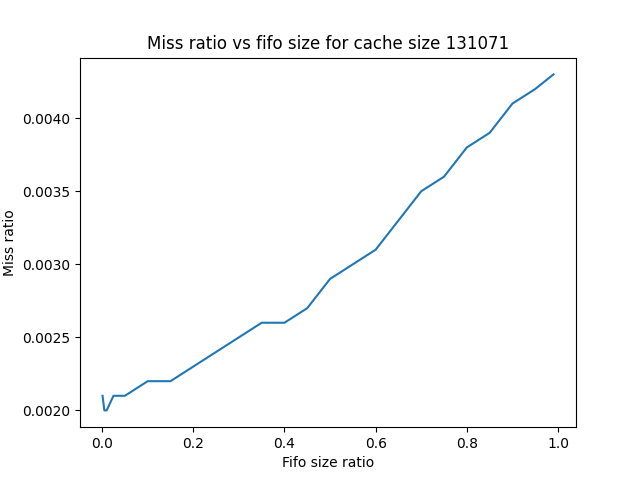 Miss ratio vs fifo size for cache size 131071
Miss ratio
0.0040
0.0035
0.0030
0.0025
0.0020
0.0 0.2 0.4 0.6 0.8 1.0
Fifo size ratio